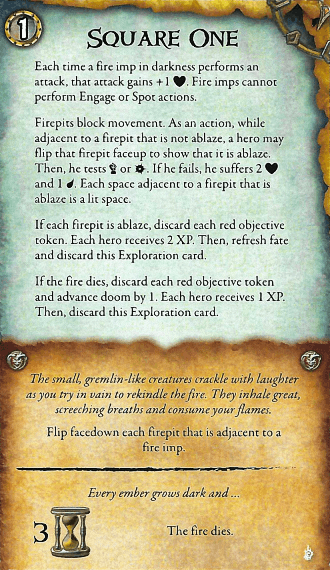 1
Square One
Each time a fire imp in darkness performs an
attack, that attack gains +1 . Fire imps cannot
perform Engage or Spot actions.
Firepits block movement. As an action, while
adjacent to a firepit that is not ablaze, a hero may
flip that firepit faceup to show that it is ablaze.
Then, he tests or . If he fails, he suffers 2
and 1 . Each space adjacent to a firepit that is
ablaze is a lit space.
If each firepit is ablaze, discard each red objective
token. Each hero receives 2 XP. Then, refresh fate
and discard this Exploration card.
If the fire dies, discard each red objective token
and advance doom by 1. Each hero receives 1 XP.
Then, discard this Exploration card.
The small, gremlin-like creatures crackle with laughter
as you try in vain to rekindle the fire. They inhale great,
screeching breaths and consume your flames.
Flip facedown each firepit that is adjacent to a
fire imp.
Every ember grows dark and ...
3 The fire dies.